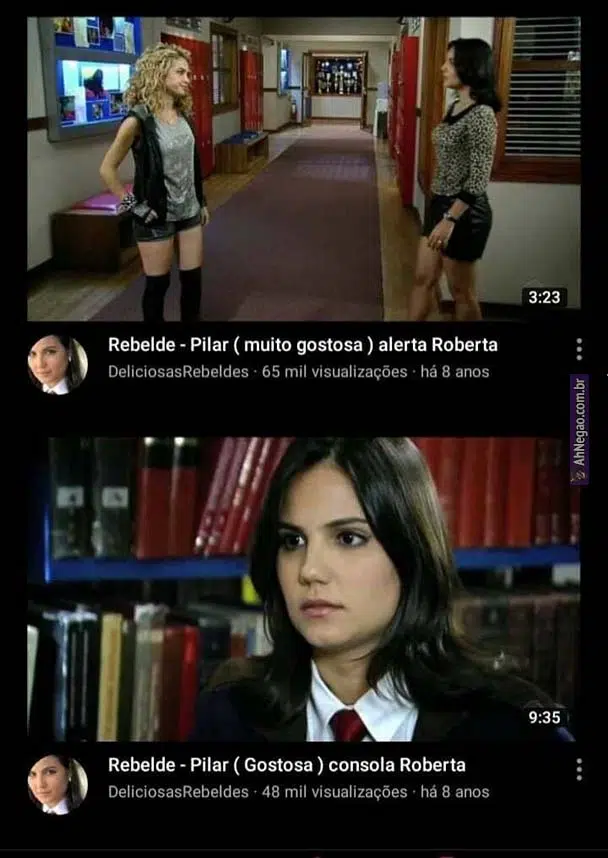 3:23
Rebelde - Pilar ( muito gostosa ) alerta Roberta
DeliciosasRebeldes · 65 mil visualizações · há 8 anos
AhNegao.com.br
9:35
Rebelde - Pilar ( Gostosa ) consola Roberta
DeliciosasRebeldes · 48 mil visualizações · há 8 anos